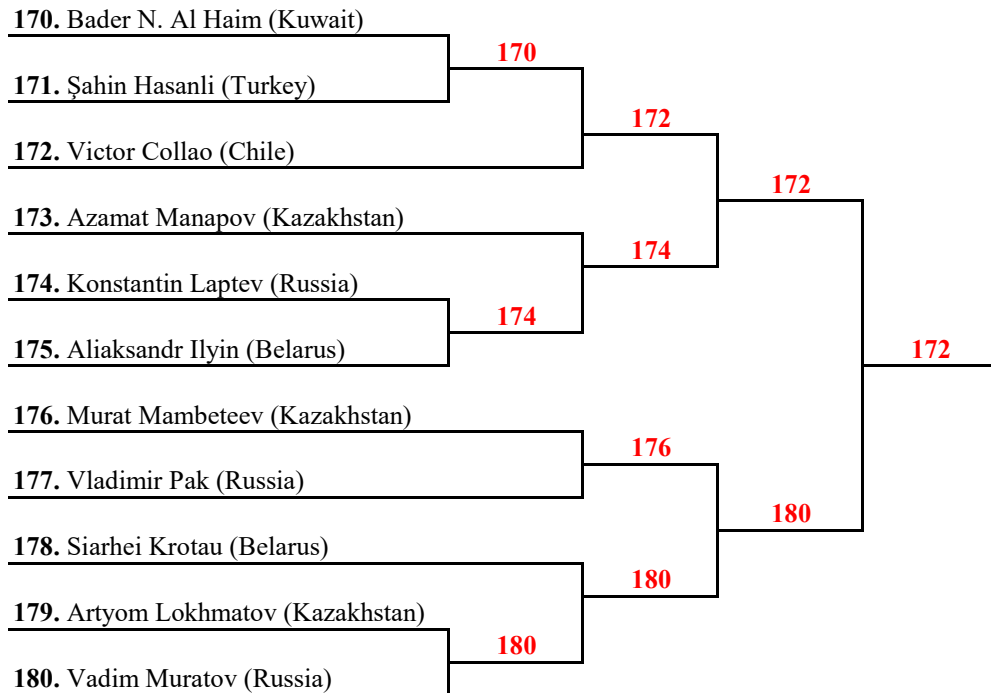 170. Bader N. Al Haim (Kuwait)
170
171. Şahin Hasanli (Turkey)
172
172. Victor Collao (Chile)
172
173. Azamat Manapov (Kazakhstan)
174
174. Konstantin Laptev (Russia)
174
175. Aliaksandr Ilyin (Belarus)
172
176. Murat Mambeteev (Kazakhstan)
176
177. Vladimir Pak (Russia)
180
178. Siarhei Krotau (Belarus)
180
179. Artyom Lokhmatov (Kazakhstan)
180
180. Vadim Muratov (Russia)